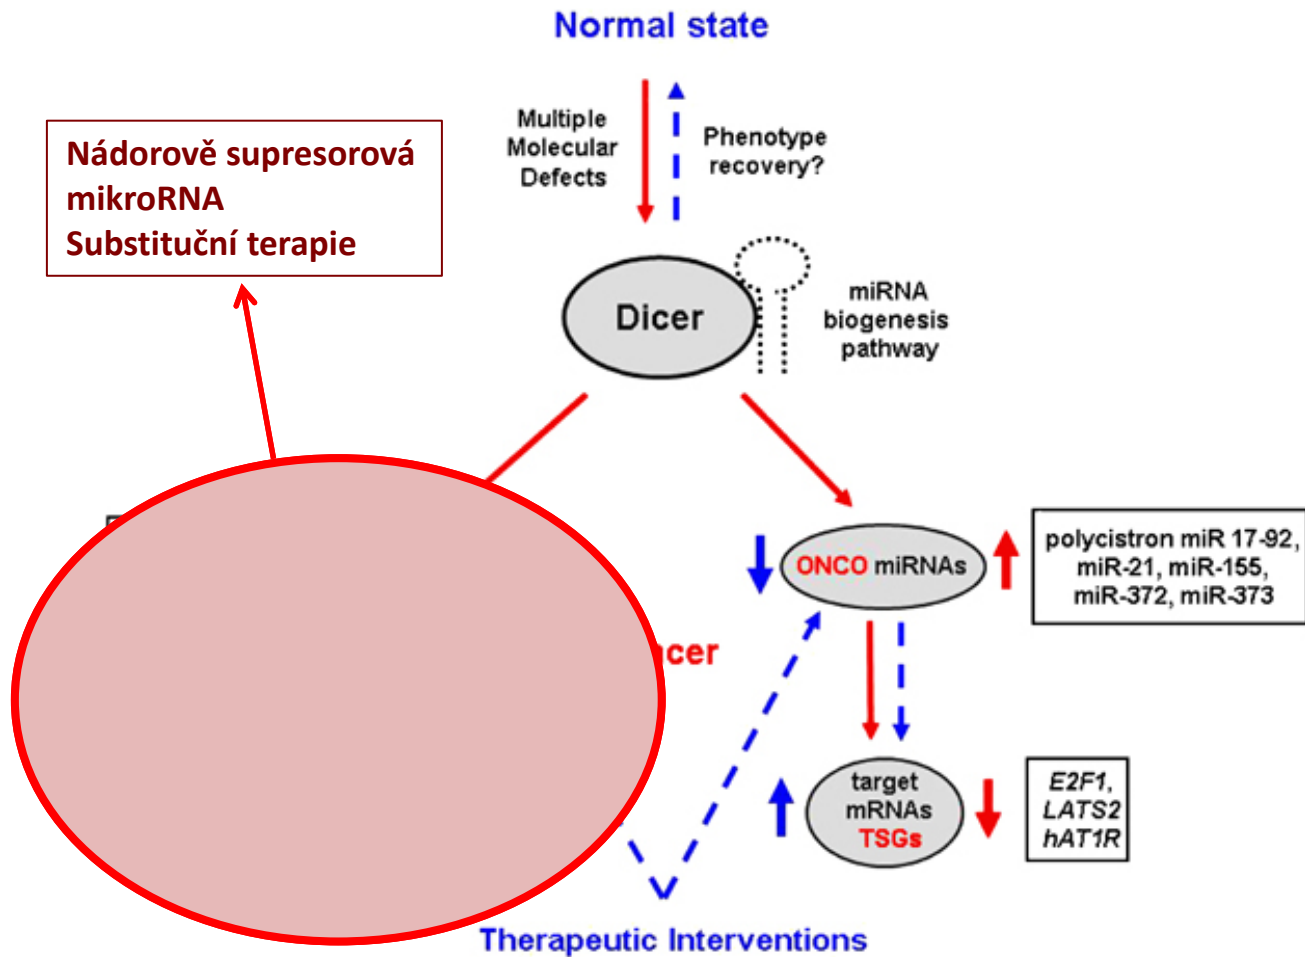 Normal state
Multiple
Molecular
Defects
Phenotype
recovery?
Nádorově supresorová
mikroRNA
Substituční terapie
Dicer
miRNA
biogenesis
pathway
ONCO miRNAs
polycistron miR 17-92,
miR-21, miR-155,
miR-372, miR-373
target
mRNAs
TSGs
E2F1,
LATS2
hAT1R
Therapeutic Interventions